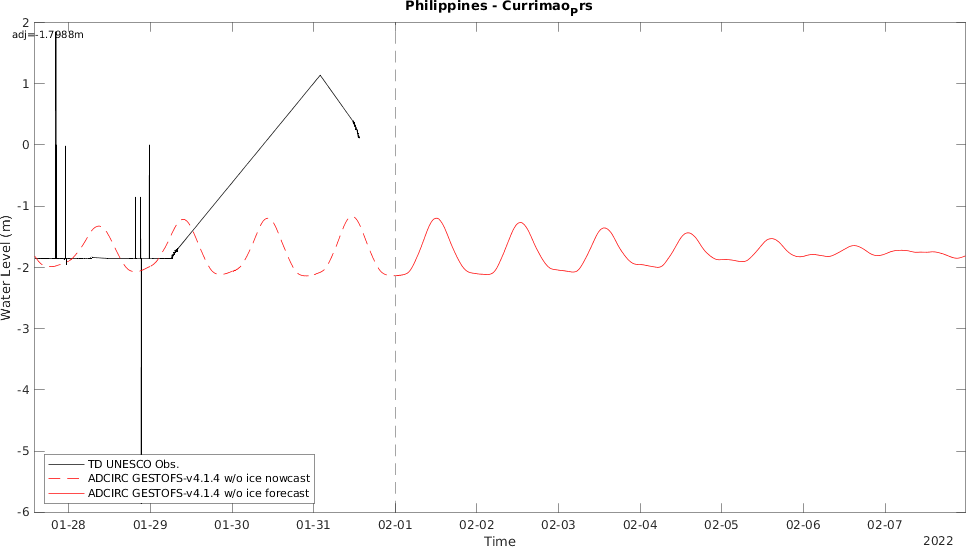 Philippines - Currimaoprs
adj=-1.7988m
2
1
0
-1
-2
-3
-4
-5
-6
Water Level (m)
TD UNESCO Obs.
ADCIRC GESTOFS-v4.1.4 w/o ice nowcast
ADCIRC GESTOFS-v4.1.4 w/o ice forecast
01-28 01-29 01-30 01-31 02-01 02-02 02-03 02-04 02-05 02-06 02-07
Time
2022